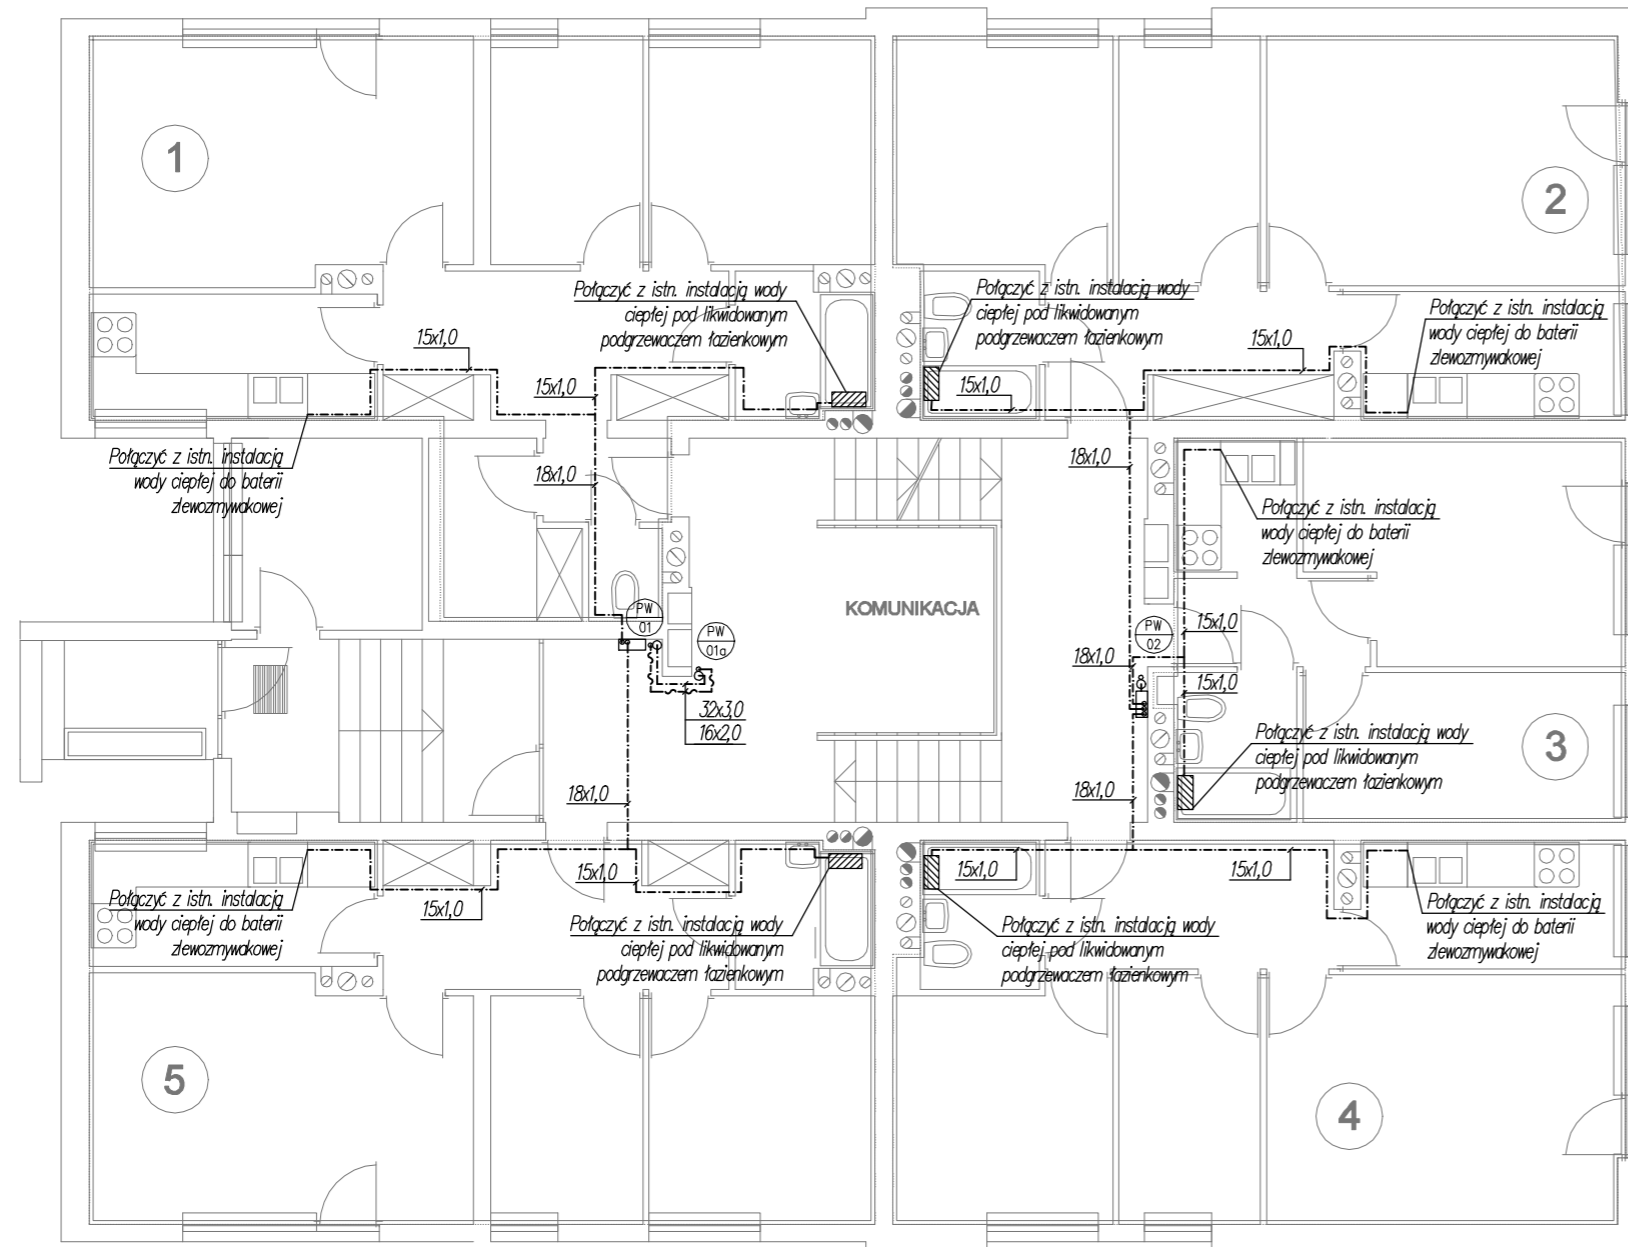 1
2
Połączyć z istn. instalacją wody
ciepłej pod likwidowanym
podgrzewaczem łazienkowym
Połączyć z istn. instalacją wody
ciepłej pod likwidowanym
podgrzewaczem łazienkowym
Połączyć z istn. instalacją
wody ciepłej do baterii
zlewozmywakowej
15x1,0
15x1,0
15x1,0
15x1,0
Połączyć z istn. instalacją
wody ciepłej do baterii
zlewozmywakowej
18x1,0
18x1,0
Połączyć z istn. instalacją
wody ciepłej do baterii
zlewozmywakowej
KOMUNIKACJA
PW
01
PW
01a
PW
02
15x1,0
18x1,0
15x1,0
32x3,0
16x2,0
Połączyć z istn. instalacją wody
ciepłej pod likwidowanym
podgrzewaczem łazienkowym
3
18x1,0
18x1,0
15x1,0
15x1,0
15x1,0
15x1,0
Połączyć z istn. instalacją
wody ciepłej do baterii
zlewozmywakowej
Połączyć z istn. instalacją wody
ciepłej pod likwidowanym
podgrzewaczem łazienkowym
Połączyć z istn. instalacją wody
ciepłej pod likwidowanym
podgrzewaczem łazienkowym
Połączyć z istn. instalacją
wody ciepłej do baterii
zlewozmywakowej
5
4